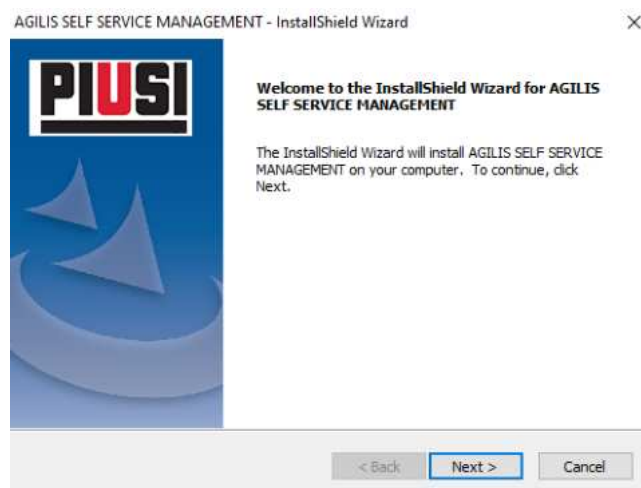 AGILIS SELF SERVICE MANAGEMENT - InstallShield Wizard
PIUSI
Welcome to the InstallShield Wizard for AGILIS
SELF SERVICE MANAGEMENT
The InstallShield Wizard will install AGILIS SELF SERVICE
MANAGEMENT on your computer. To continue, click
Next.
< Back
Next >
Cancel